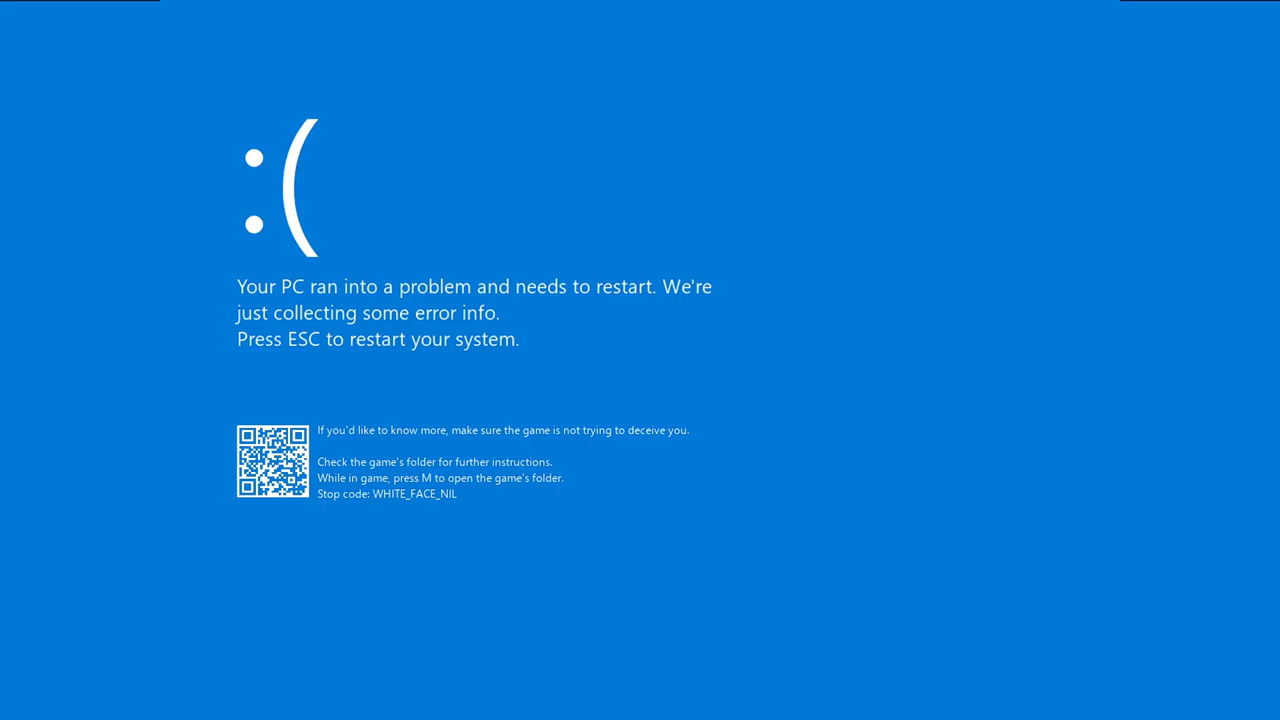 :(
Your PC ran into a problem and needs to restart. We're
just collecting some error info.
Press ESC to restart your system.
If you'd like to know more, make sure the game is not trying to deceive you.
Check the game's folder for further instructions.
While in game, press M to open the game's folder.
Stop code: WHITE_FACE_NIL